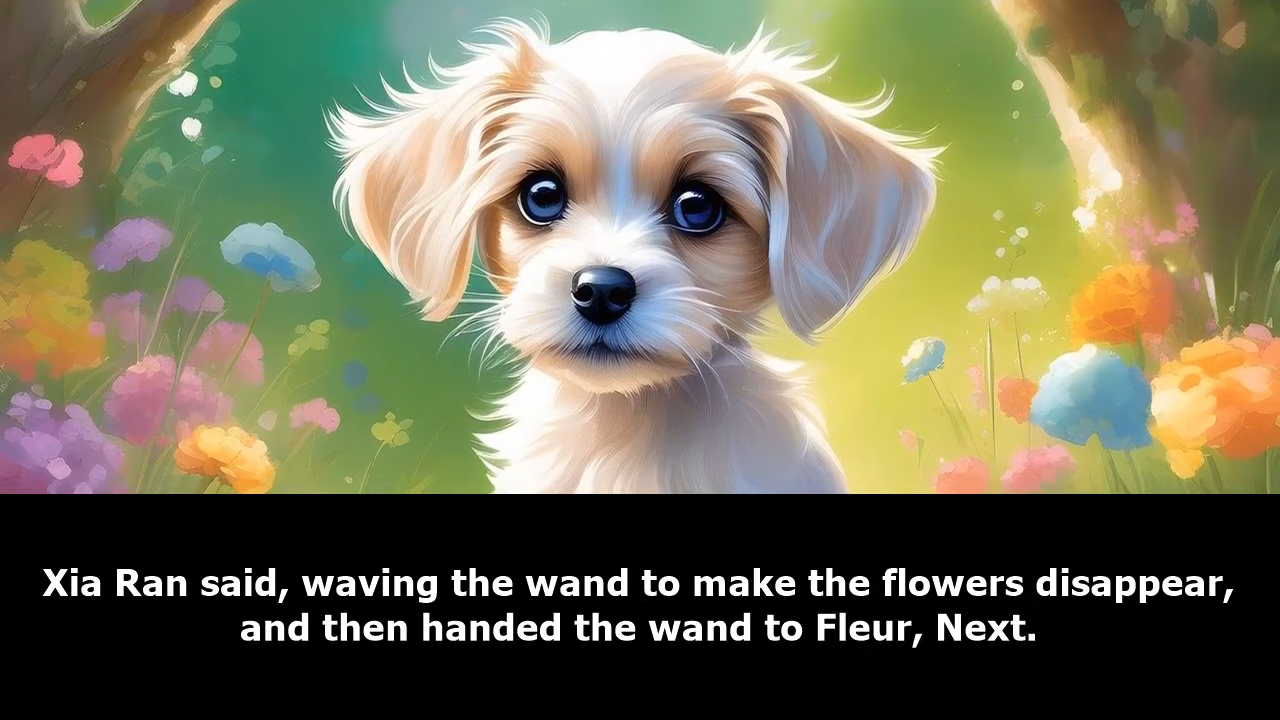 Xia Ran said, waving the wand to make the flowers disappear,
and then handed the wand to Fleur, Next.